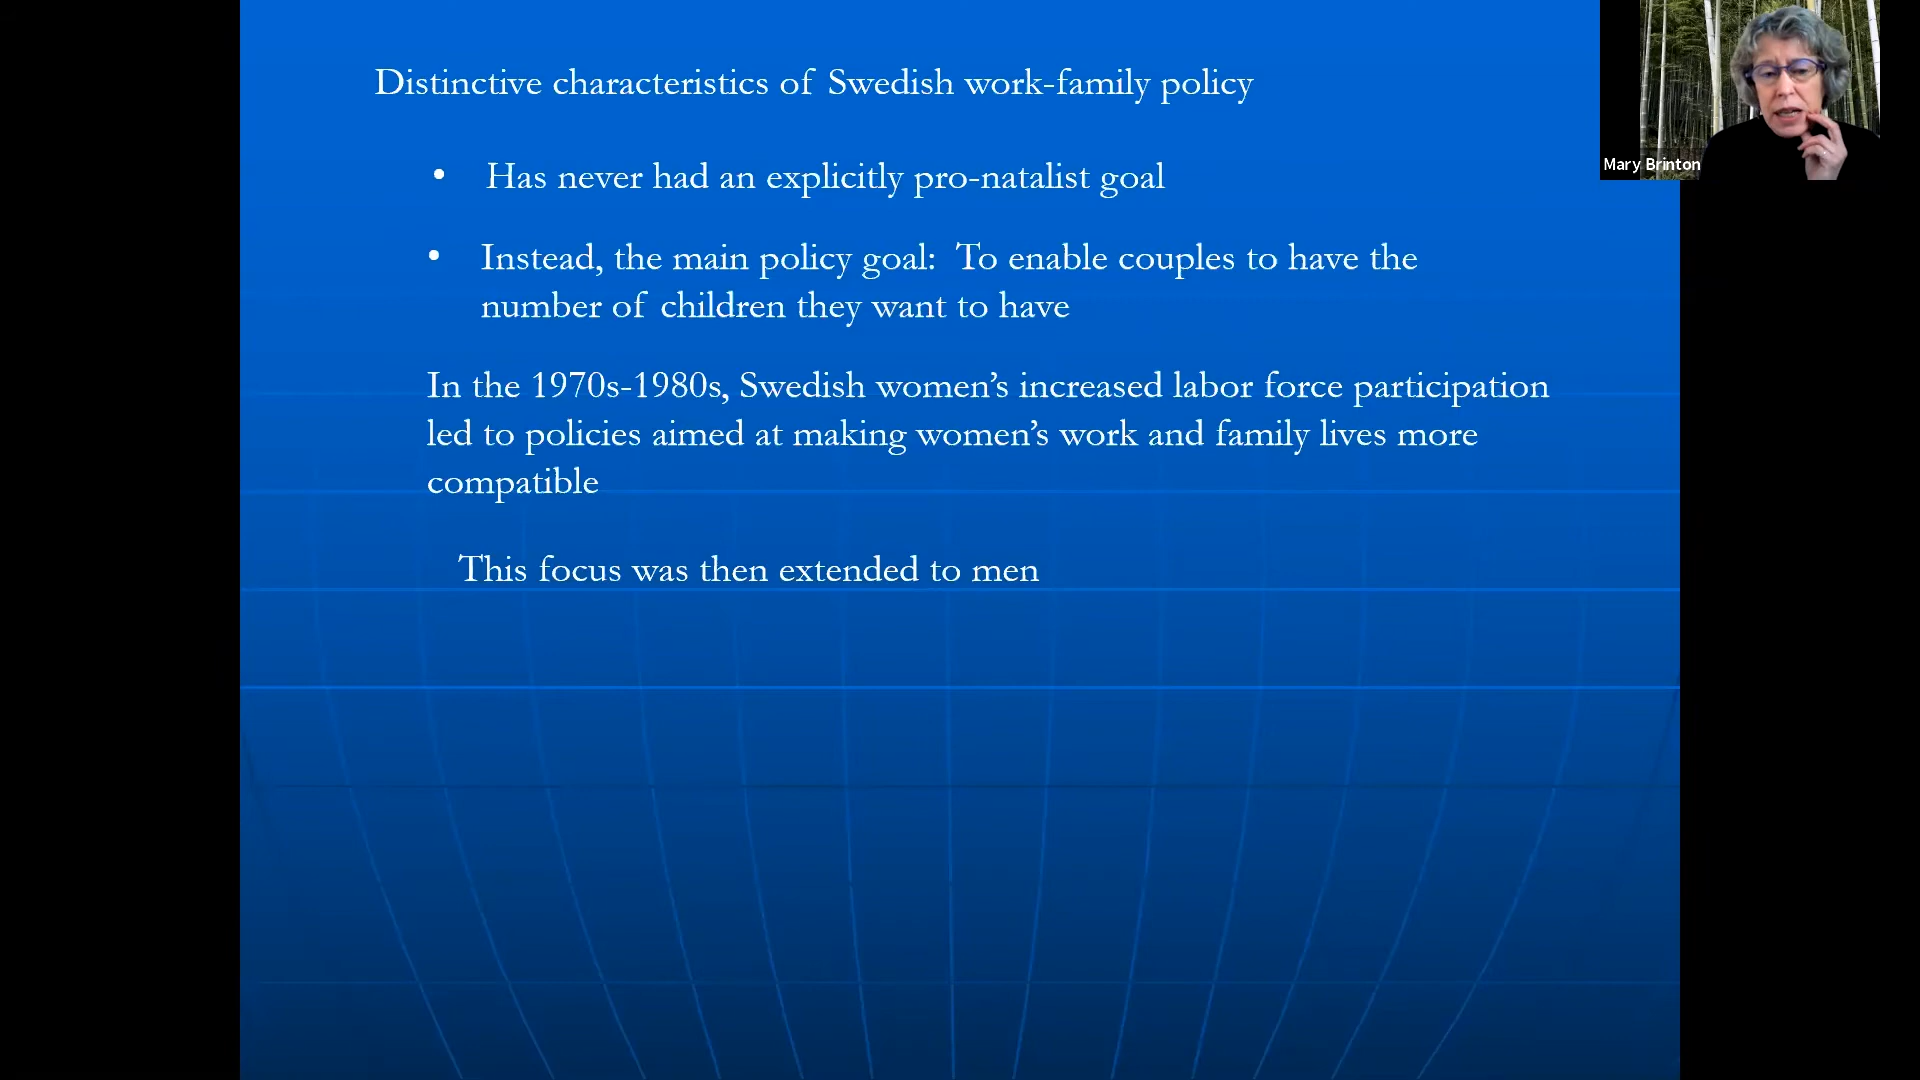 Distinctive characteristics of Swedish work-family policy
• Has never had an explicitly pro-natalist goal
• Instead, the main policy goal: To enable couples to have the
number of children they want to have
In the 1970s-1980s, Swedish women’s increased labor force participation
led to policies aimed at making women’s work and family lives more
compatible
This focus was then extended to men
Mary Brinton